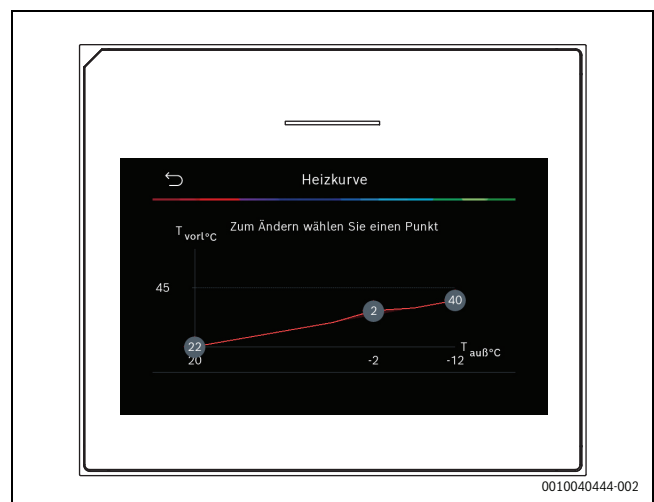 Heizkurve
Zum Ändern wählen Sie einen Punkt
T vorl°C
45
40
2
22
T auß°C
20 -2 -12
0010040444-002